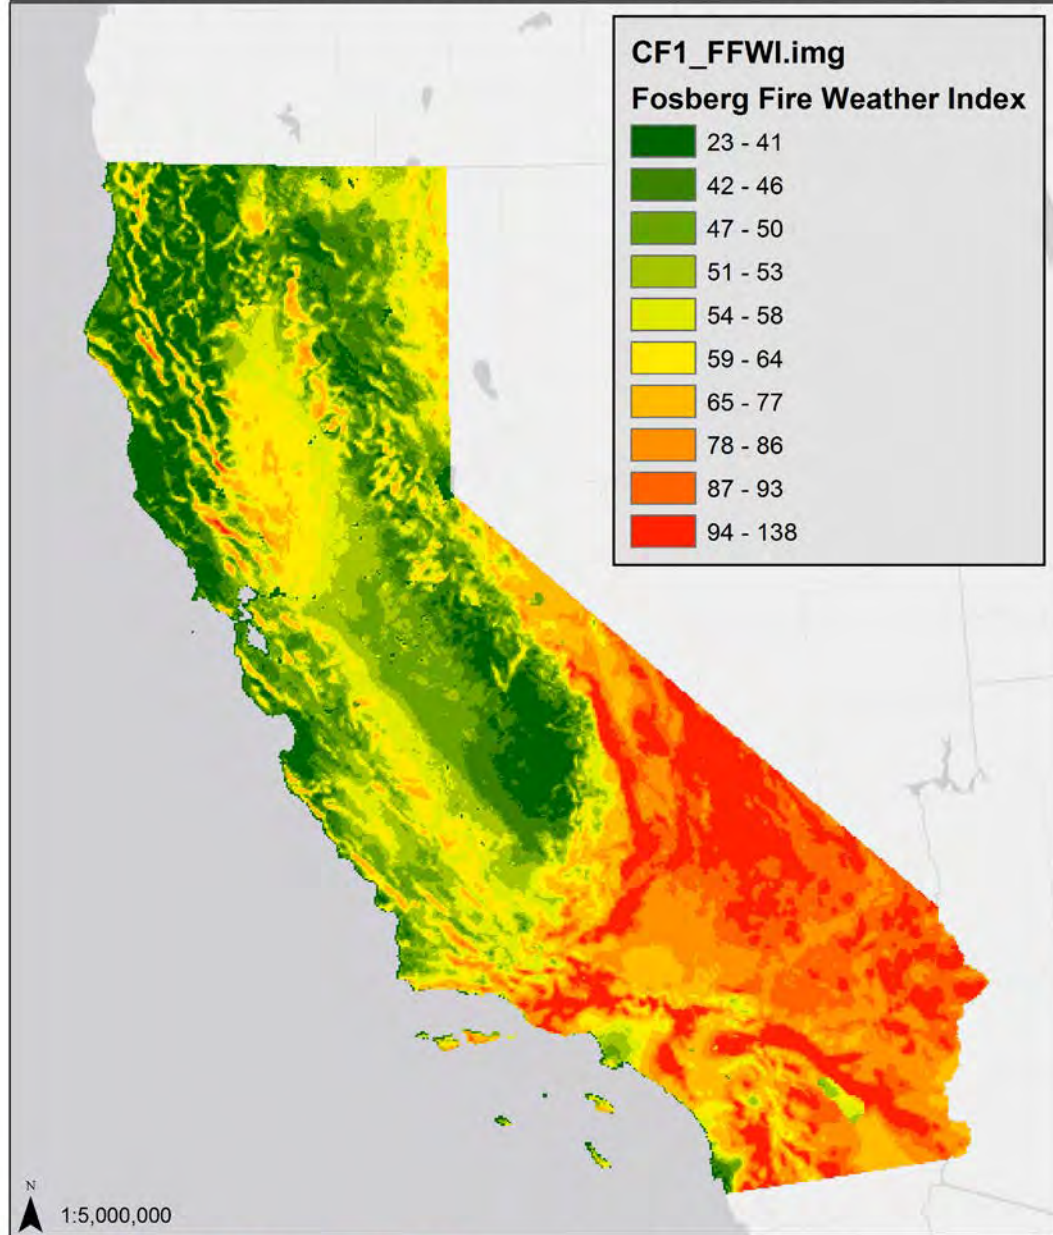 CF1_FFWI.img
Fosberg Fire Weather Index
23 - 41
42 - 46
47 - 50
51 - 53
54 - 58
59 - 64
65 - 77
78 - 86
87 - 93
94 - 138
N
1:5,000,000